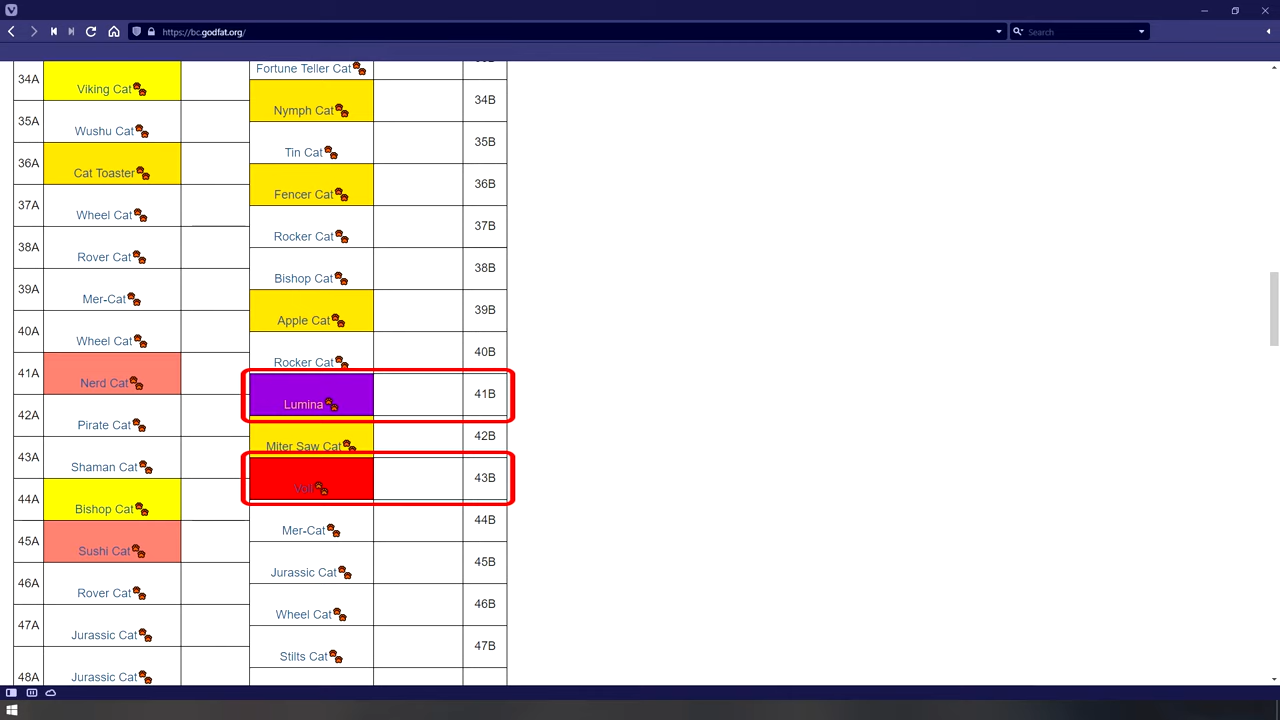 https://bc.godfat.org/
Search
34A
Viking Cat
35A
Wushu Cat
36A
Cat Toaster
37A
Wheel Cat
38A
Rover Cat
39A
Mer-Cat
40A
Wheel Cat
41A
Nerd Cat
42A
Pirate Cat
43A
Shaman Cat
44A
Bishop Cat
45A
Sushi Cat
46A
Rover Cat
47A
Jurassic Cat
48A
Jurassic Cat
Fortune Teller Cat
Nymph Cat
34B
Tin Cat
35B
Fencer Cat
36B
Rocker Cat
37B
Bishop Cat
38B
Apple Cat
39B
Rocker Cat
40B
Lumina
41B
Miter Saw Cat
42B
43B
Mer-Cat
44B
Jurassic Cat
45B
Wheel Cat
46B
Stilts Cat
47B